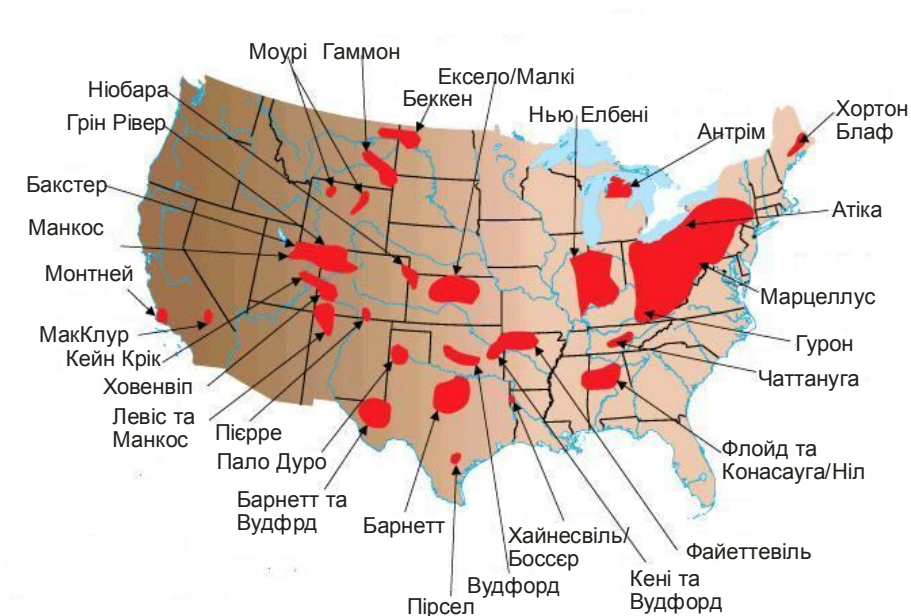 Моурі
Гаммон
Ніобара
Ексело/Малкі
Беккен
Нью Елбені
Хортон
Блаф
Грін Рівер
Антрім
Бакстер
Атіка
Манкос
Монтней
Марцеллус
МакКлур
Гурон
Кейн Крік
Чаттануга
Ховенвіп
Левіс та
Манкос
Пієрре
Пало Дуро
Флойд та
Конасауга/Ніл
Барнетт та
Вудфрд
Барнетт
Хайнесвіль/
Боссєр
Файеттевіль
Вудфорд
Кені та
Вудфорд
Пірсел